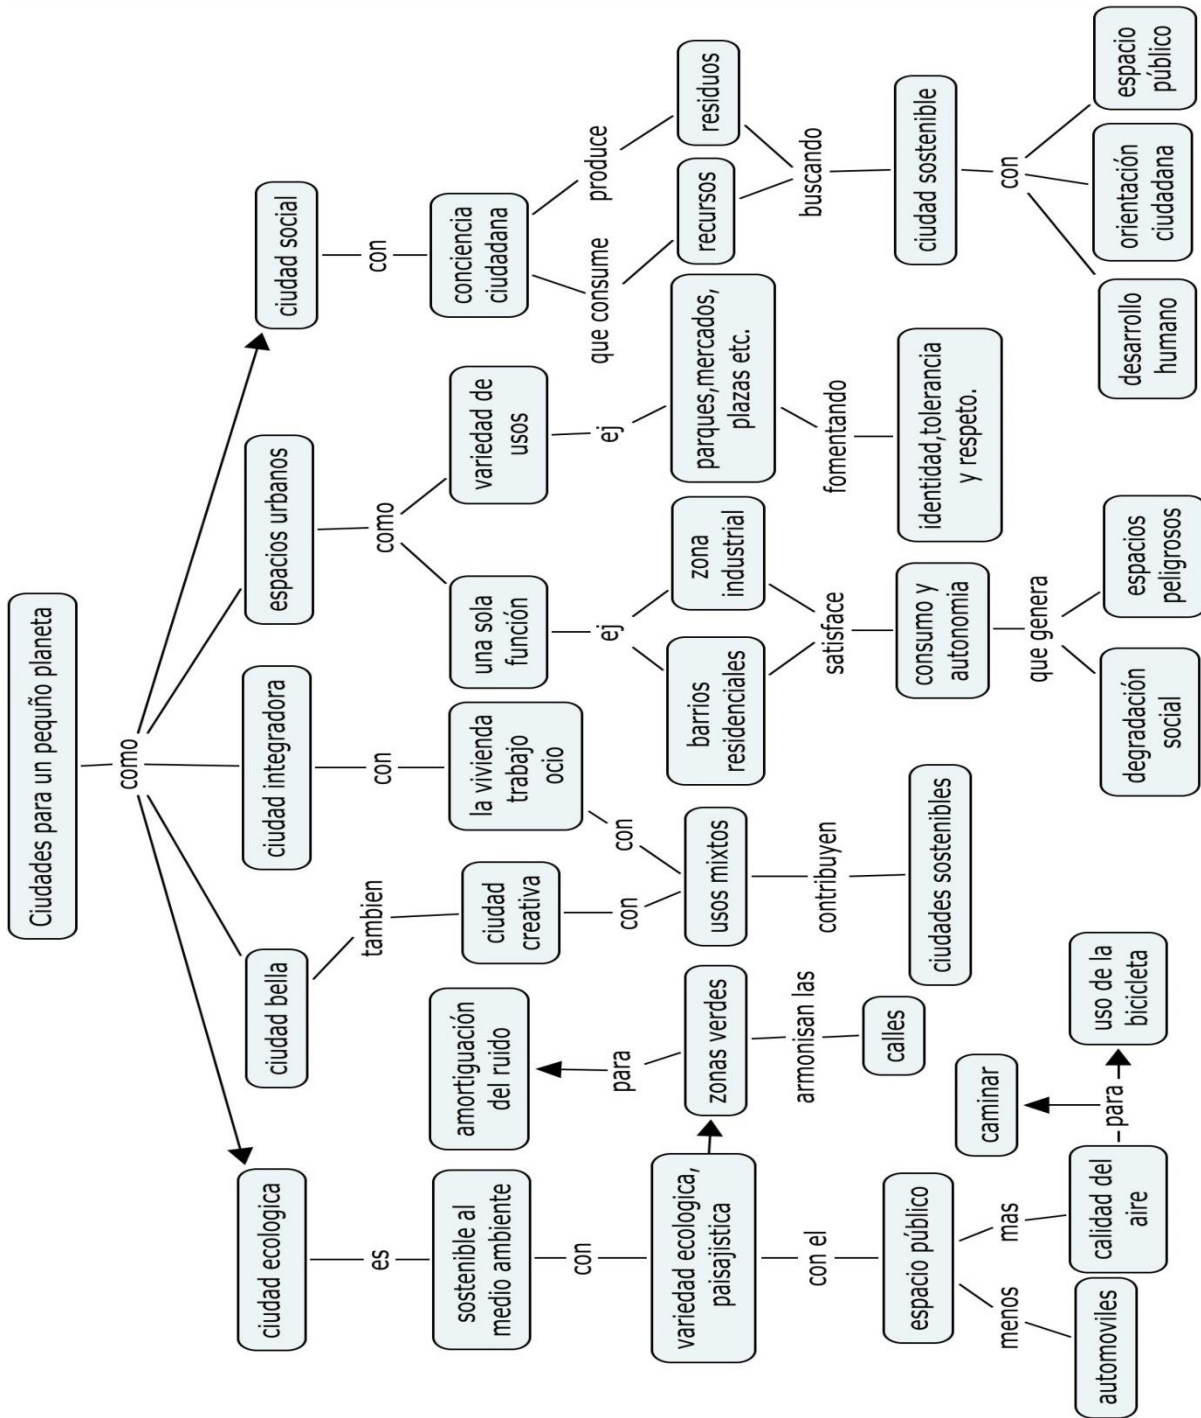 Ciudades para un pequño planeta
como
ciudad ecologica
ciudad bella
ciudad integradora
espacios urbanos
ciudad social
es
tambien
con
como
con
sostenible al
medio ambiente
amortiguación
del ruido
ciudad
creativa
la vivienda
trabajo
ocio
una sola
función
variedad de
usos
conciencia
ciudadana
con
para
con
con
ej
ej
que consume
produce
variedad ecologica,
paisajistica
zonas verdes
usos mixtos
barrios
residenciales
zona
industrial
parques,mercados,
plazas etc.
recursos
residuos
con el
armonisan las
contribuyen
satisface
fomentando
buscando
espacio público
calles
ciudades sostenibles
consumo y
autonomia
identidad,tolerancia
y respeto.
ciudad sostenible
menos
mas
caminar
que genera
con
automoviles
calidad del
aire
para
uso de la
bicicleta
degradación
social
espacios
peligrosos
desarrollo
humano
orientación
ciudadana
espacio
público